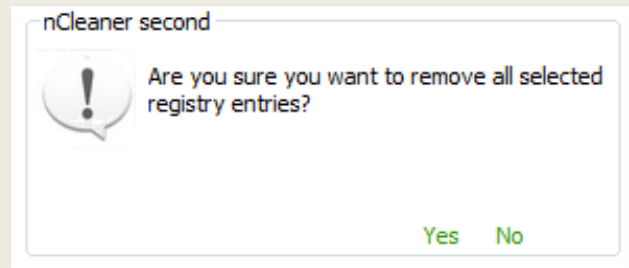 nCleaner second
Are you sure you want to remove all selected
registry entries?
Yes No